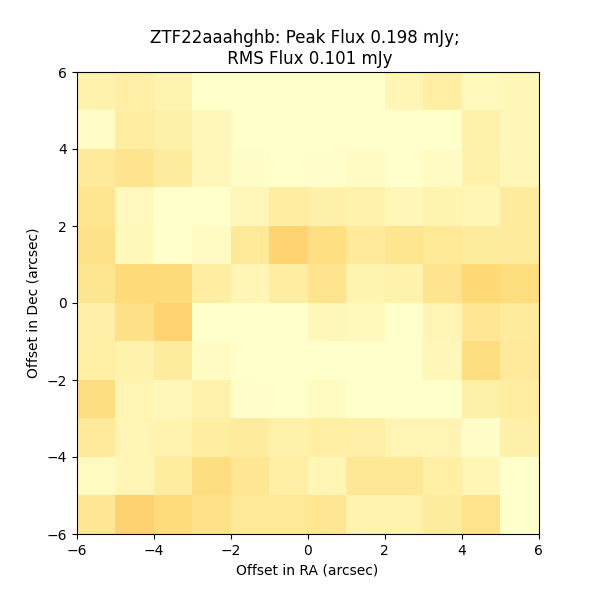 ZTF22aaahghb: Peak Flux 0.198 mJy;
RMS Flux 0.101 mJy
6
4
2
0
−2
−4
−6
Offset in Dec (arcsec)
−6 −4 −2 0 2 4 6
Offset in RA (arcsec)